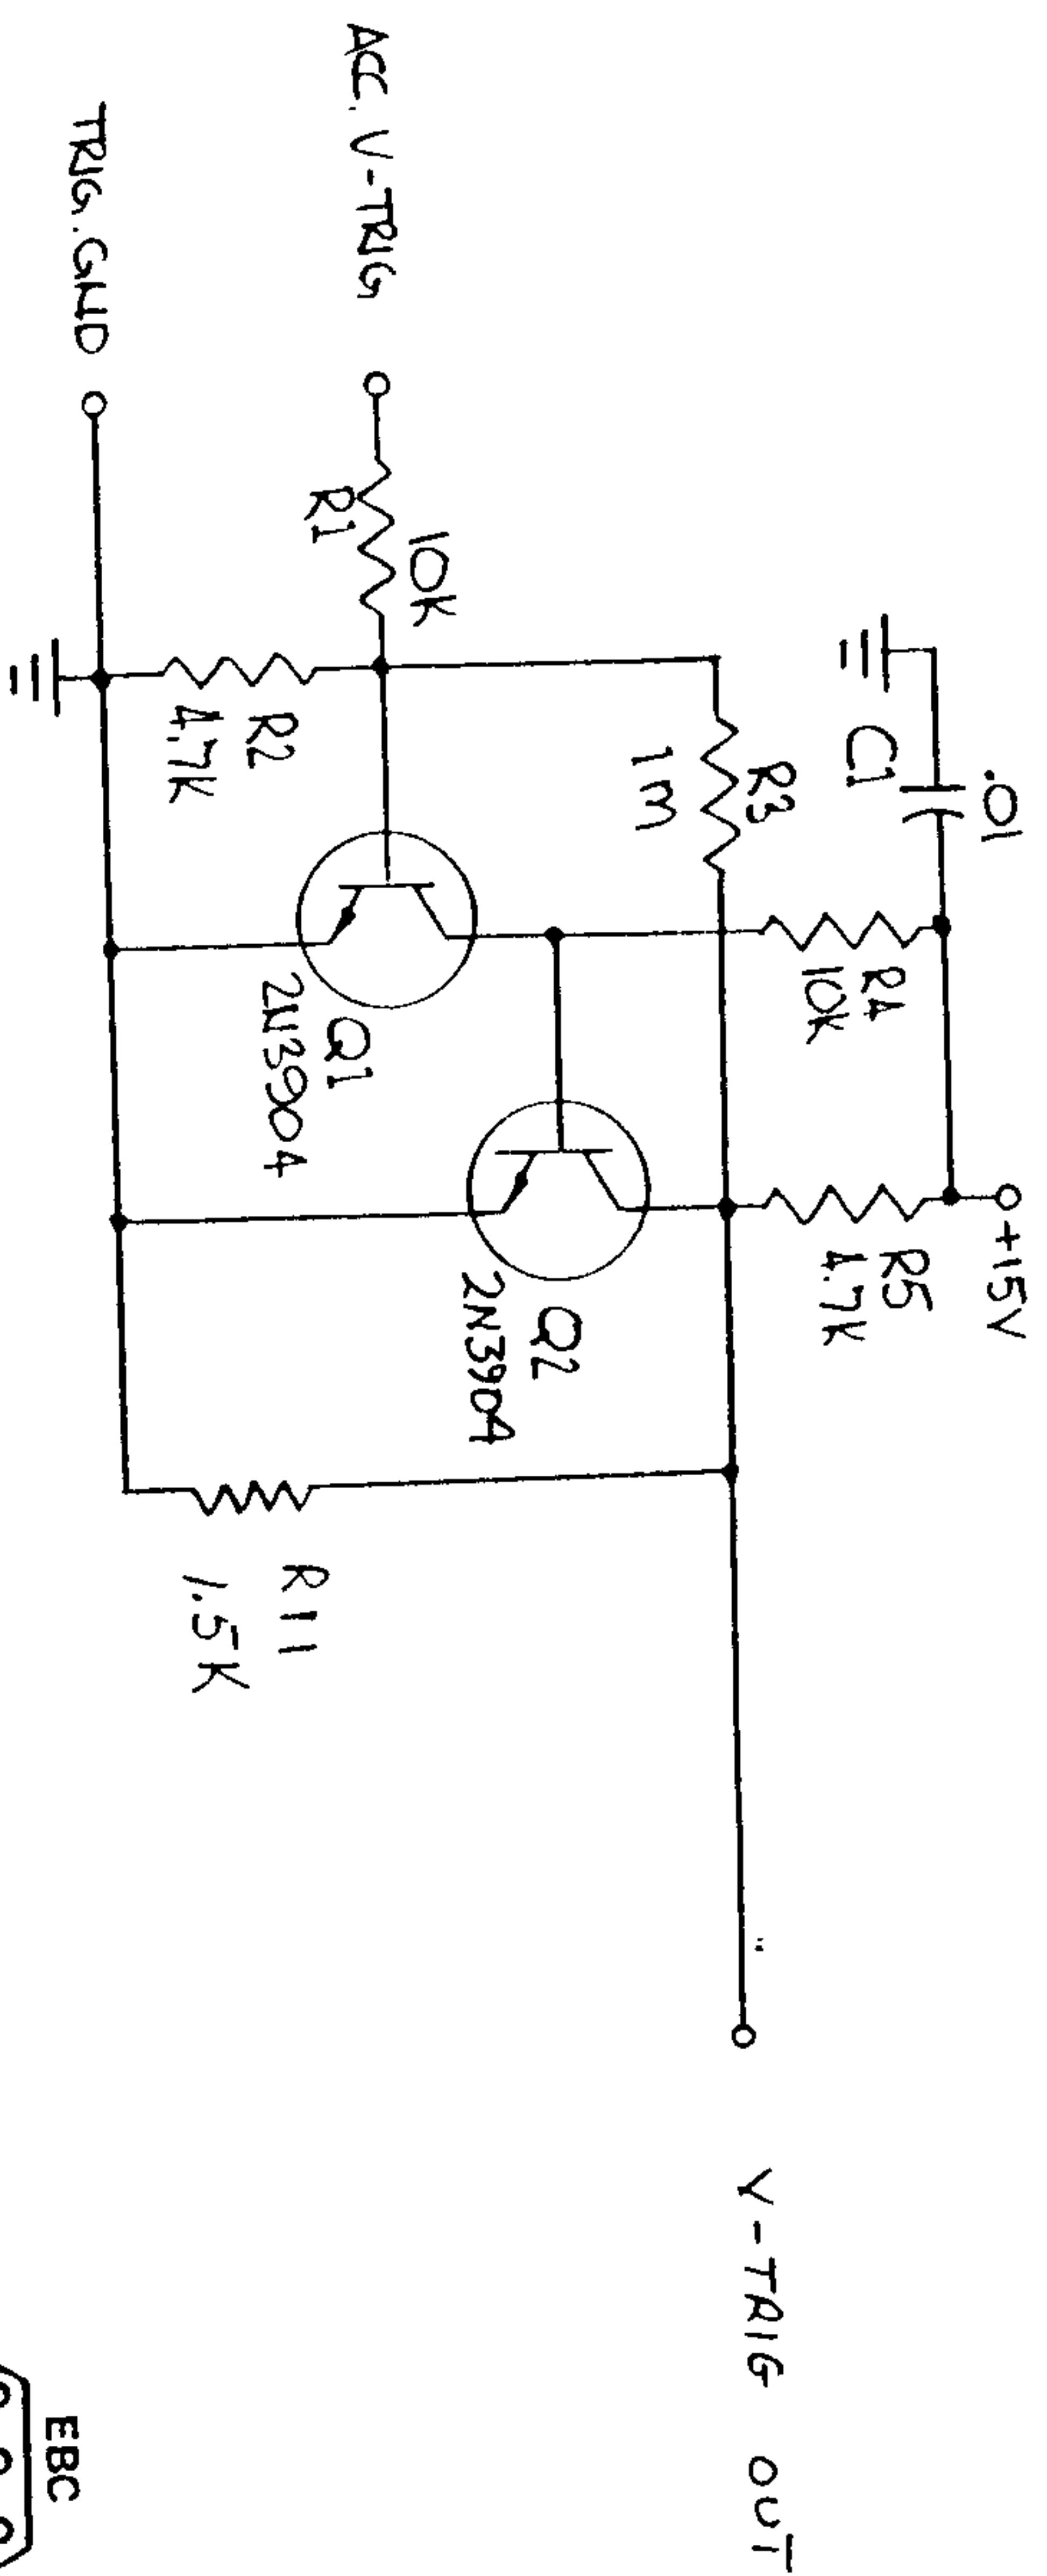 +15V
.01
C1
R4
10K
R5
4.7K
R3
1m
Y-TRIG OUT
ACC. V-TRIG
10K
R1
Q2
2N3904
Q1
2N3904
R2
4.7K
R11
1.5K
TRIG. GND
EBC